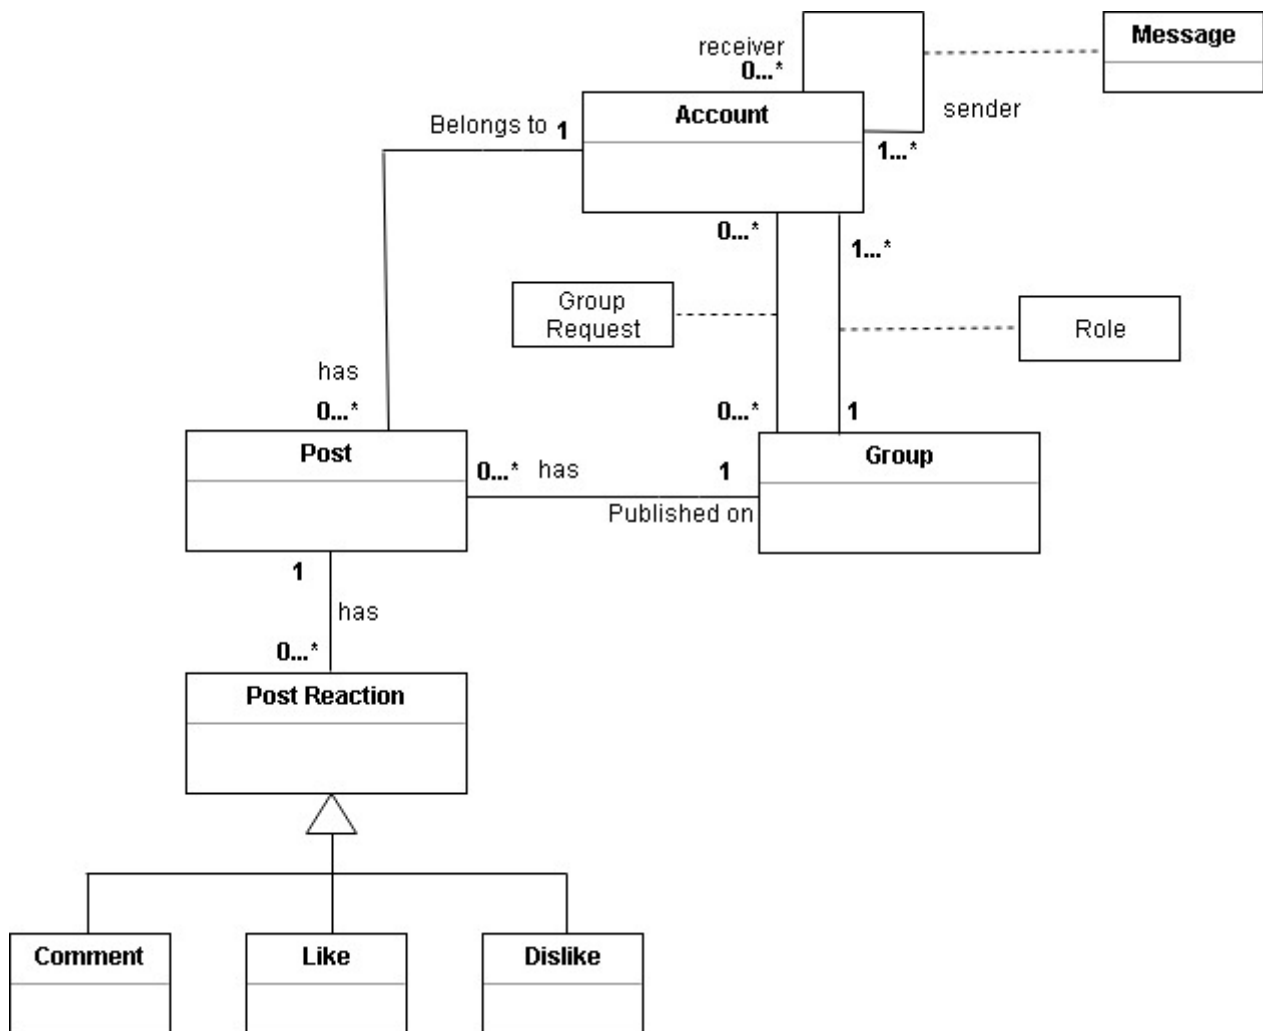 receiver
0...*
Message
Account
sender
Belongs to
1
1...*
0...*
1...*
Group
Request
Role
has
0...*
0...*
1
Post
Group
0...*
has
1
Published on
1
has
0...*
Post Reaction
Comment
Like
Dislike